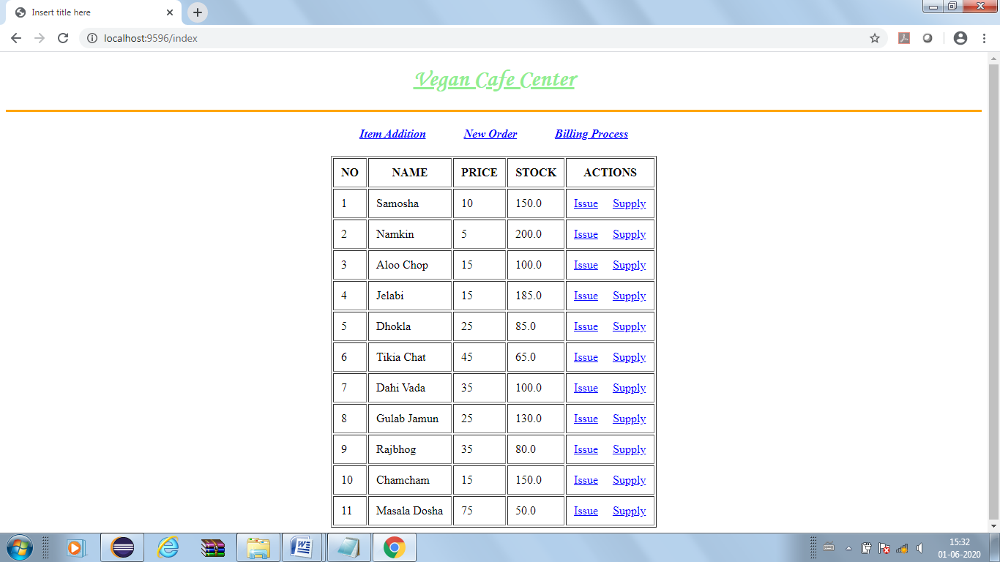 Insert title here
localhost:9596/index
Vegan Cafe Center
Item Addition New Order Billing Process
NO NAME PRICE STOCK ACTIONS
1 Samosha 10 150.0 Issue Supply
2 Namkin 5 200.0 Issue Supply
3 Aloo Chop 15 100.0 Issue Supply
4 Jelabi 15 185.0 Issue Supply
5 Dhokla 25 85.0 Issue Supply
6 Tikia Chat 45 65.0 Issue Supply
7 Dahi Vada 35 100.0 Issue Supply
8 Gulab Jamun 25 130.0 Issue Supply
9 Rajbhog 35 80.0 Issue Supply
10 Chamcham 15 150.0 Issue Supply
11 Masala Dosha 75 50.0 Issue Supply
15:32
01-06-2020